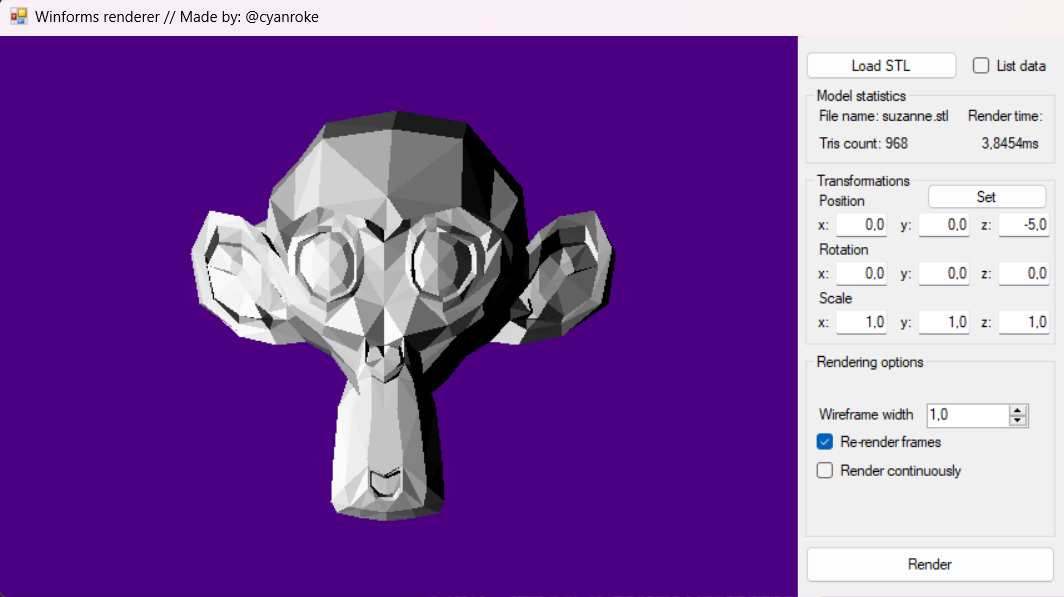 Winforms renderer // Made by: @cyanroke
Load STL
List data
Model statistics
File name: suzanne.stl
Render time:
Tris count: 968
3,8454ms
Transformations
Position
Set
x: 0,0 y: 0,0 z: -5,0
Rotation
x: 0,0 y: 0,0 z: 0,0
Scale
x: 1,0 y: 1,0 z: 1,0
Rendering options
Wireframe width 1,0
Re-render frames
Render continuously
Render